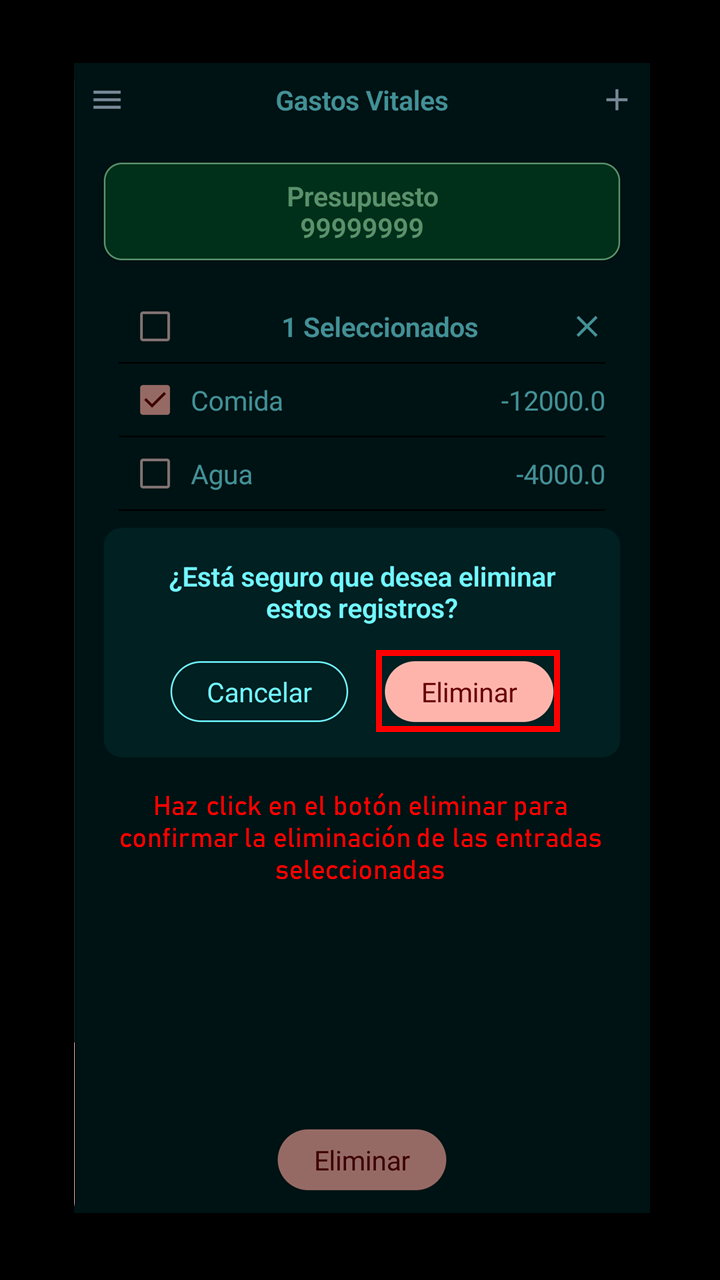 Gastos Vitales
Presupuesto
99999999
1 Seleccionados
Comida -12000.0
Agua -4000.0
¿Está seguro que desea eliminar
estos registros?
Cancelar Eliminar
Haz click en el botón eliminar para
confirmar la eliminación de las entradas
seleccionadas
Eliminar